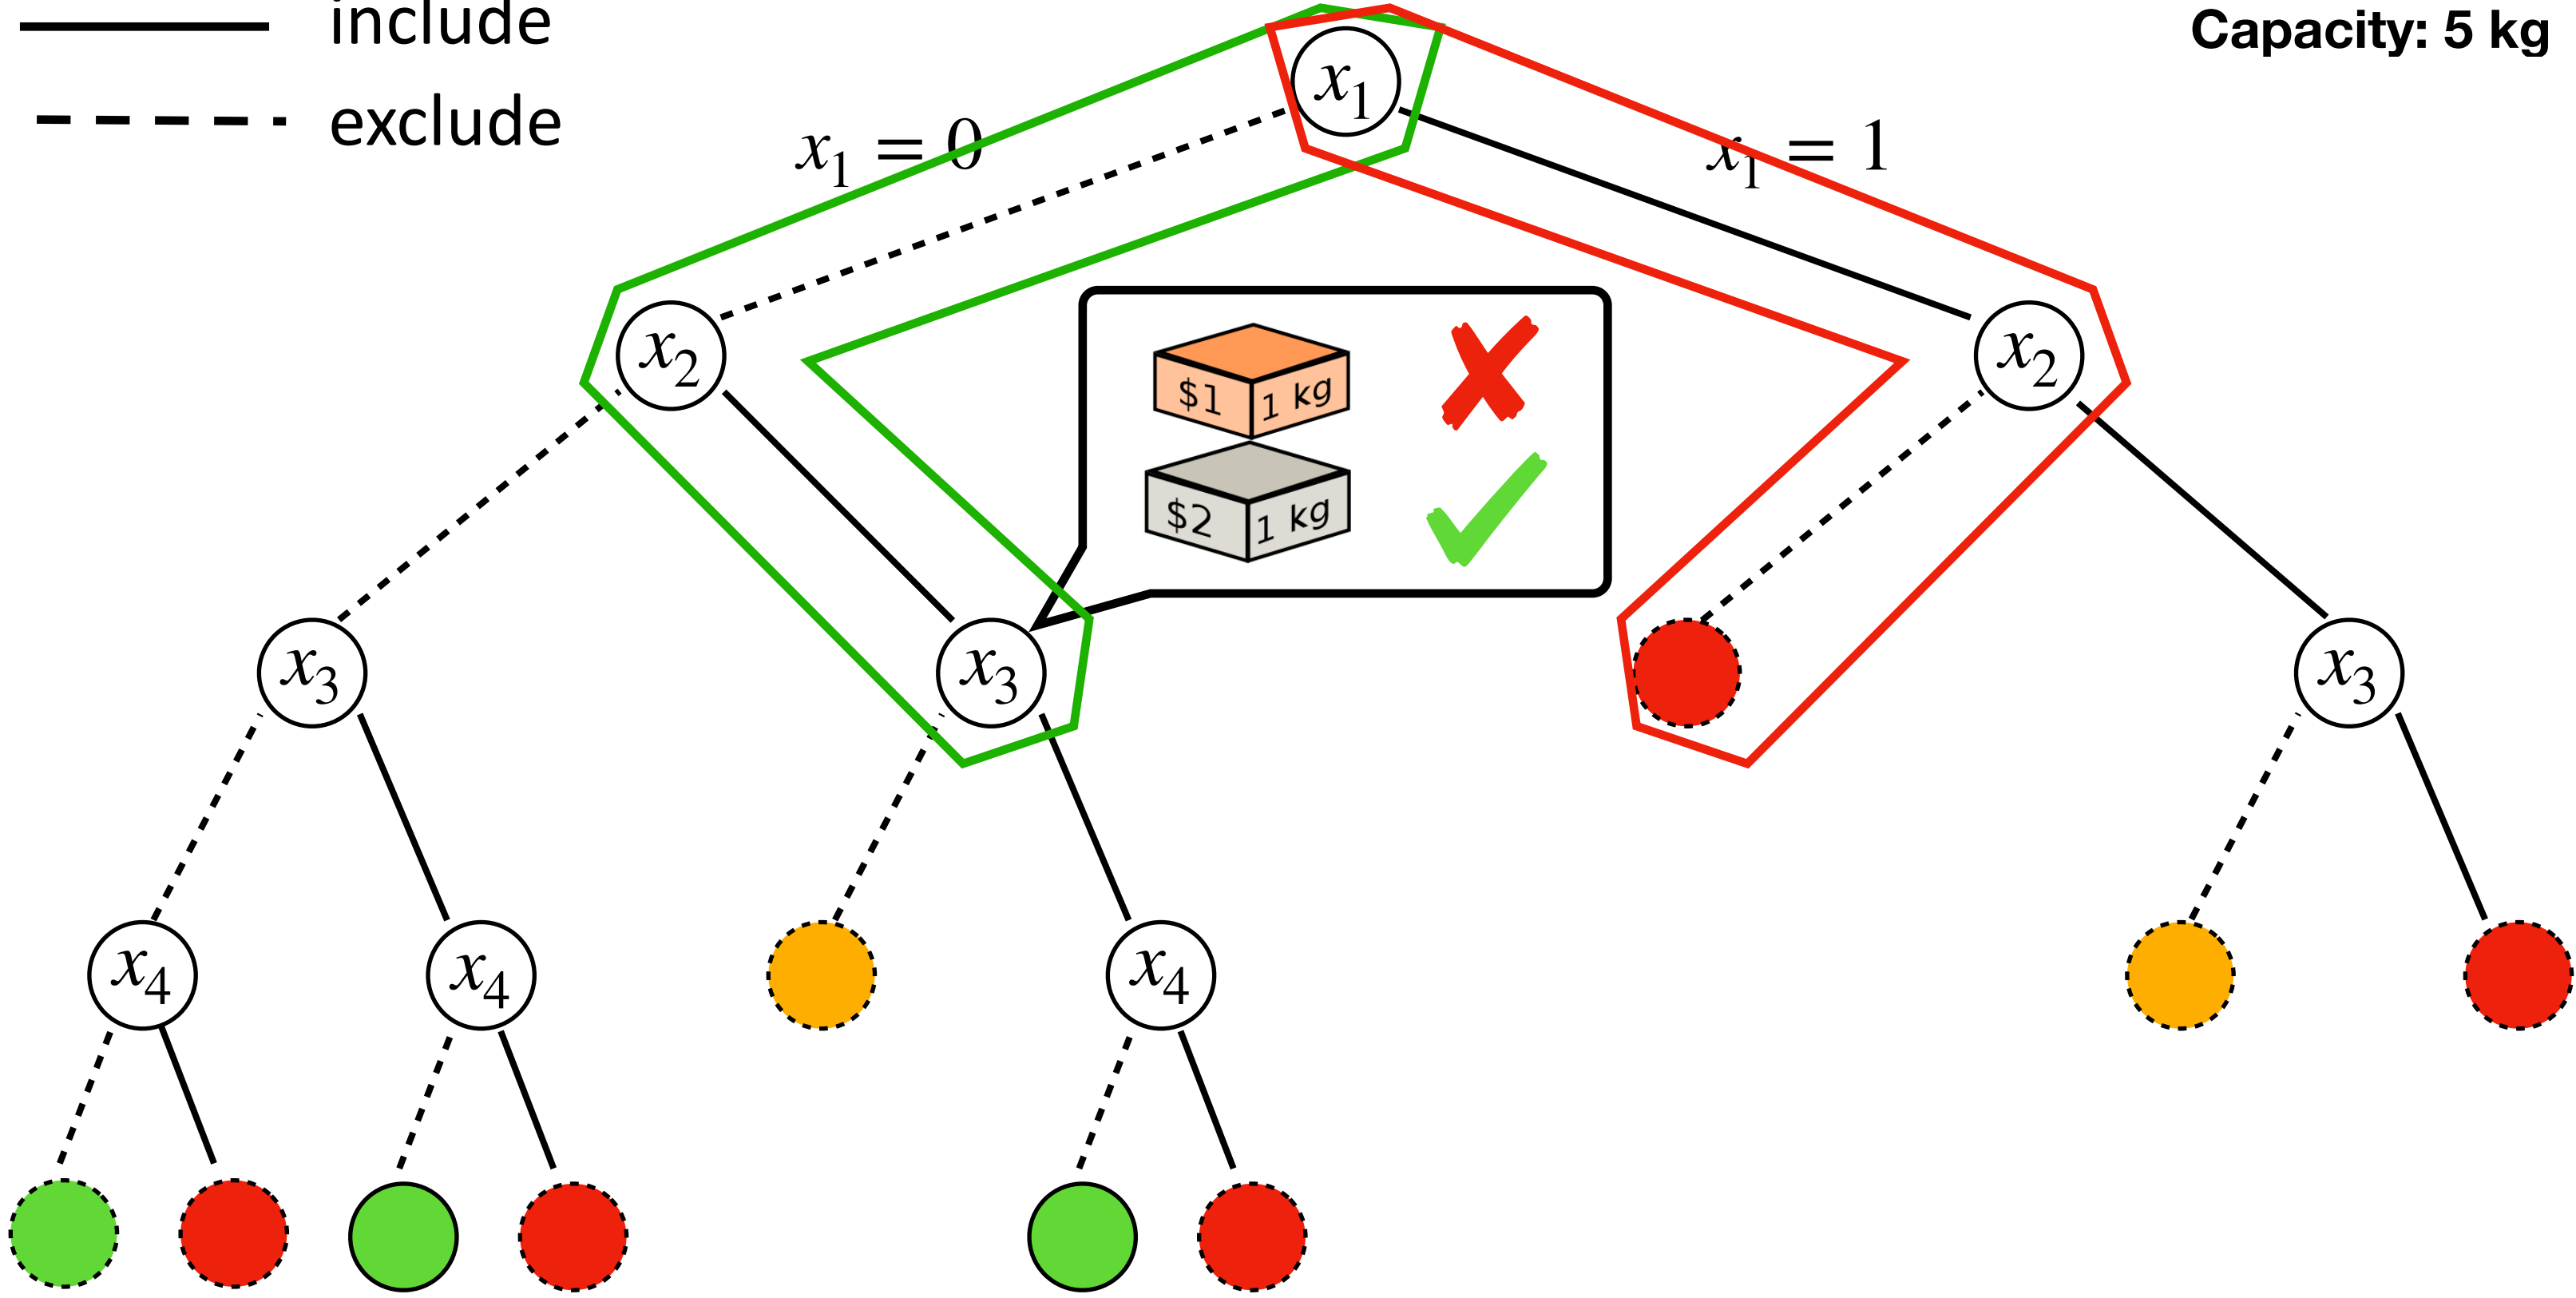 include
exclude
Capacity: 5 kg
x₁
x₁ = 0
x₁ = 1
x₂
x₂
$1 1 kg
$2 1 kg
x₃
x₃
x₃
x₄
x₄
x₄